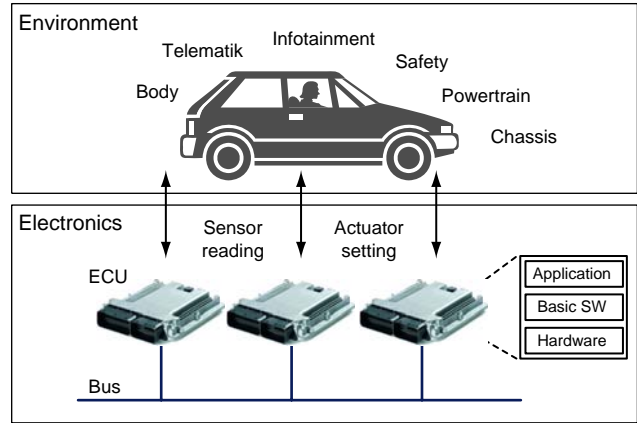 Environment
Telematik
Infotainment
Safety
Body
Powertrain
Chassis
Electronics
Sensor
reading
Actuator
setting
ECU
Application
Basic SW
Hardware
Bus